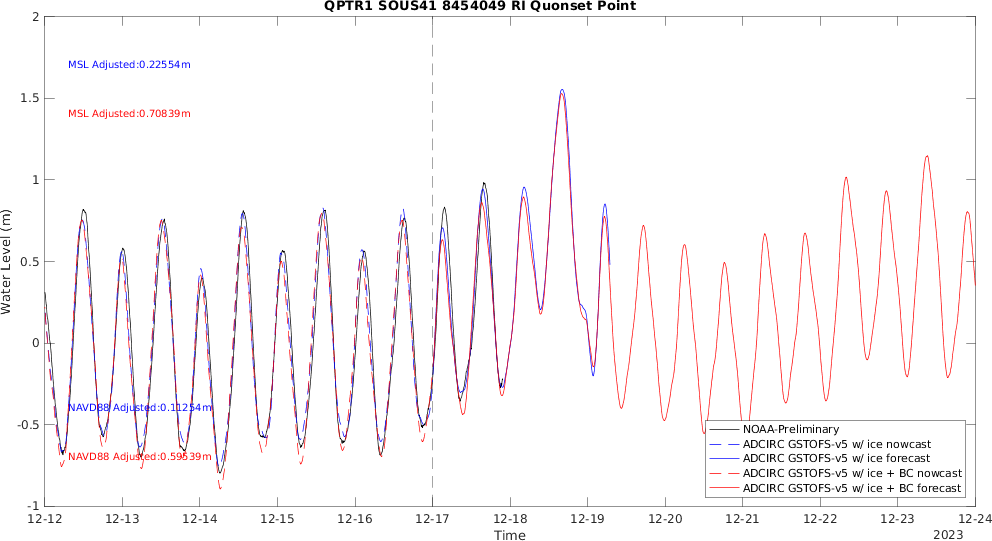 QPTR1 SOUS41 8454049 RI Quonset Point
2
1.5
1
0.5
0
-0.5
-1
Water Level (m)
MSL Adjusted:0.22554m
MSL Adjusted:0.70839m
NAVD88 Adjusted:0.11254m
NAVD88 Adjusted:0.59539m
NOAA-Preliminary
ADCIRC GSTOFS-v5 w/ ice nowcast
ADCIRC GSTOFS-v5 w/ ice forecast
ADCIRC GSTOFS-v5 w/ ice + BC nowcast
ADCIRC GSTOFS-v5 w/ ice + BC forecast
12-12 12-13 12-14 12-15 12-16 12-17 12-18 12-19 12-20 12-21 12-22 12-23 12-24
Time
2023